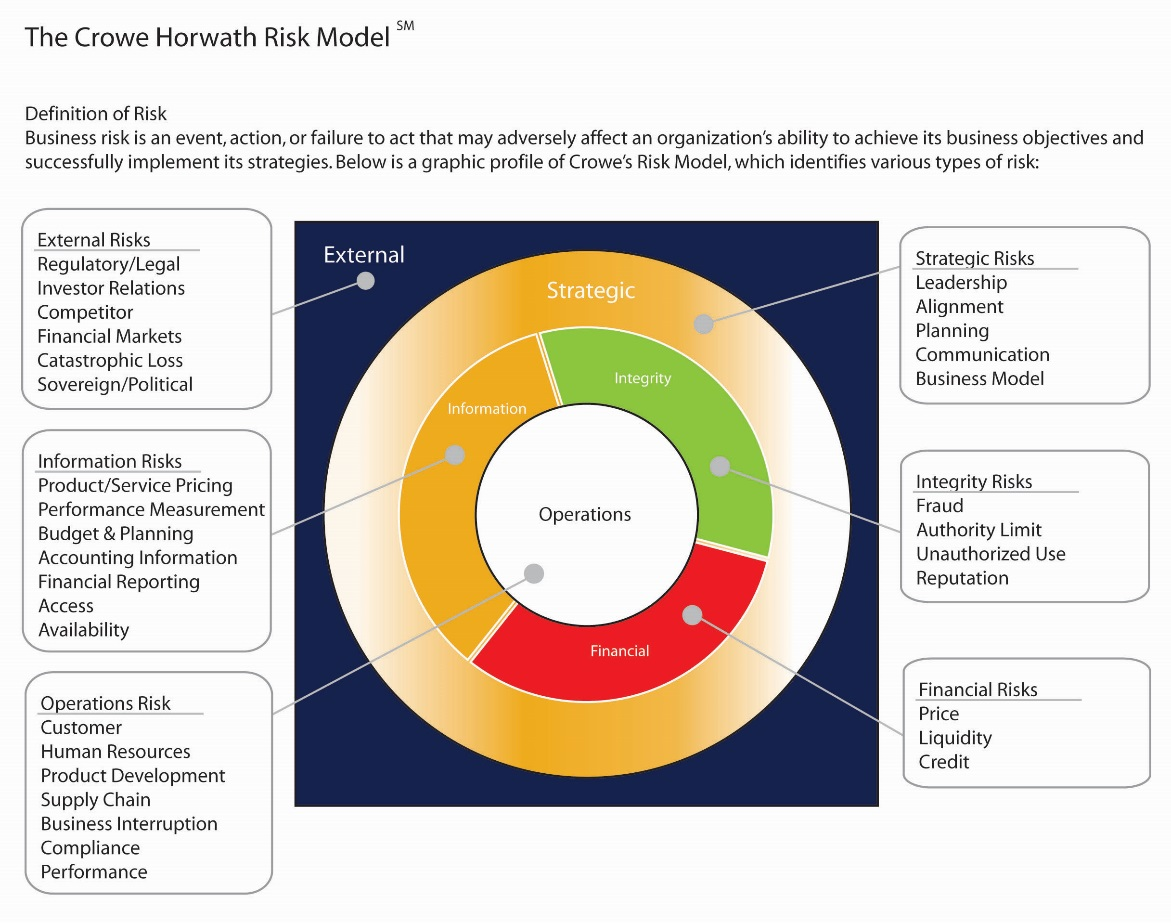 The Crowe Horwath Risk Model SM
Definition of Risk
Business risk is an event, action, or failure to act that may adversely affect an organization's ability to achieve its business objectives and
successfully implement its strategies. Below is a graphic profile of Crowe's Risk Model, which identifies various types of risk:
External Risks
Regulatory/Legal
Investor Relations
Competitor
Financial Markets
Catastrophic Loss
Sovereign/Political
Information Risks
Product/Service Pricing
Performance Measurement
Budget & Planning
Accounting Information
Financial Reporting
Access
Availability
Operations Risk
Customer
Human Resources
Product Development
Supply Chain
Business Interruption
Compliance
Performance
External
Strategic
Integrity
Information
Operations
Financial
Strategic Risks
Leadership
Alignment
Planning
Communication
Business Model
Integrity Risks
Fraud
Authority Limit
Unauthorized Use
Reputation
Financial Risks
Price
Liquidity
Credit